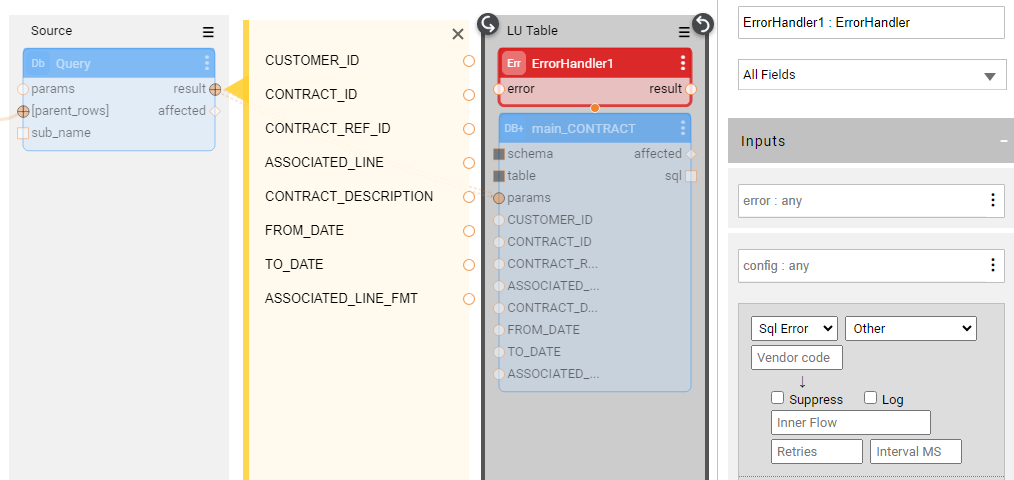 Source
Db Query
params result
[parent_rows] affected
sub_name
CUSTOMER_ID
CONTRACT_ID
CONTRACT_REF_ID
ASSOCIATED_LINE
CONTRACT_DESCRIPTION
FROM_DATE
TO_DATE
ASSOCIATED_LINE_FMT
LU Table
Err ErrorHandler1
error result
DB+ main_CONTRACT
schema affected
table sql
params
CUSTOMER_ID
CONTRACT_ID
CONTRACT_R...
ASSOCIATED_...
CONTRACT_D...
FROM_DATE
TO_DATE
ASSOCIATED_...
ErrorHandler1 : ErrorHandler
All Fields
Inputs
error : any
config : any
Sql Error Other
Vendor code
Suppress Log
Inner Flow
Retries Interval MS